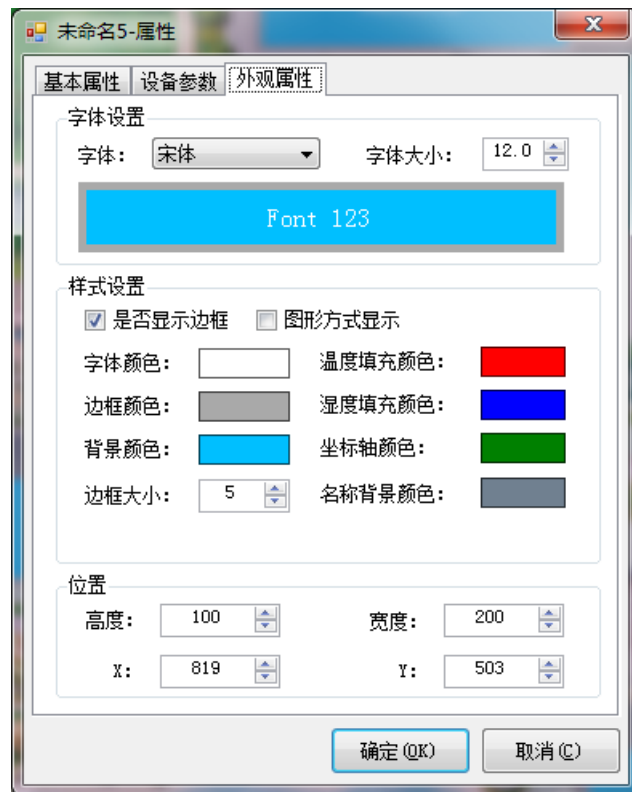 未命名5-属性
基本属性 设备参数 外观属性
字体设置
字体： 宋体 字体大小： 12.0
Font 123
样式设置
是否显示边框 图形方式显示
字体颜色： 温度填充颜色：
边框颜色： 湿度填充颜色：
背景颜色： 坐标轴颜色：
边框大小： 5 名称背景颜色：
位置
高度： 100 宽度： 200
X： 819 Y： 503
确定(OK) 取消(C)